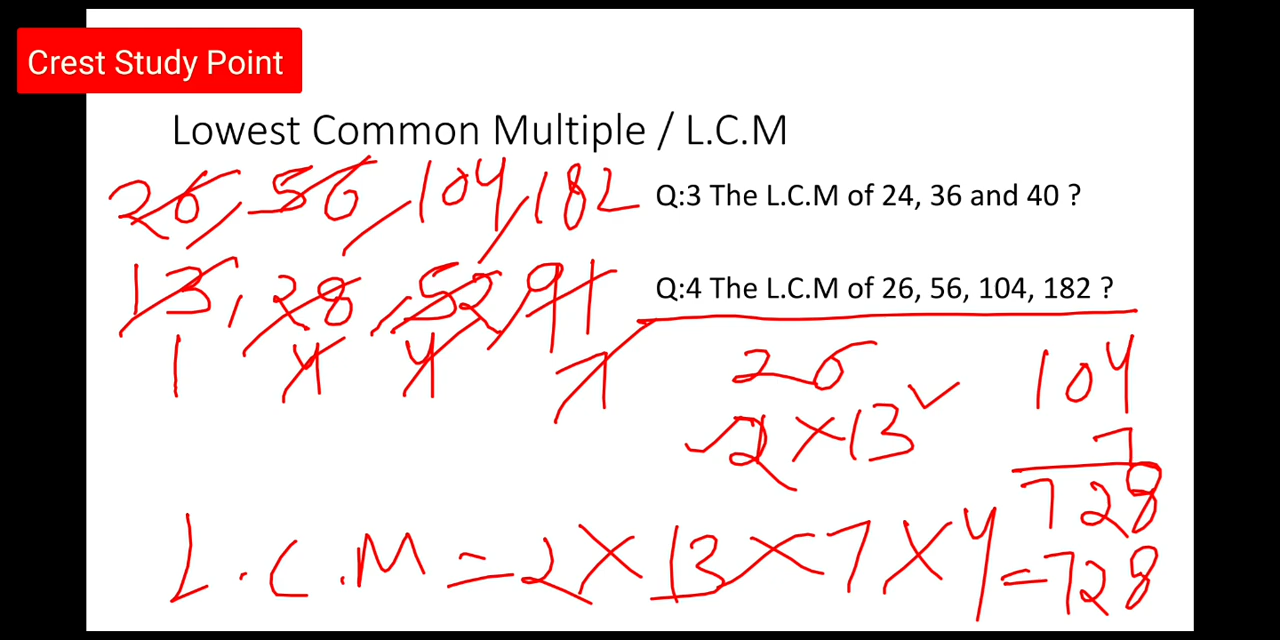 Crest Study Point
Lowest Common Multiple / L.C.M
26, 56, 104, 182
Q:3 The L.C.M of 24, 36 and 40 ?
13, 28, 52, 91
Q:4 The L.C.M of 26, 56, 104, 182 ?
1 4 4 7
26
2 × 13 ✓
104
7
728
L.C.M = 2 × 13 × 7 × 4 = 728